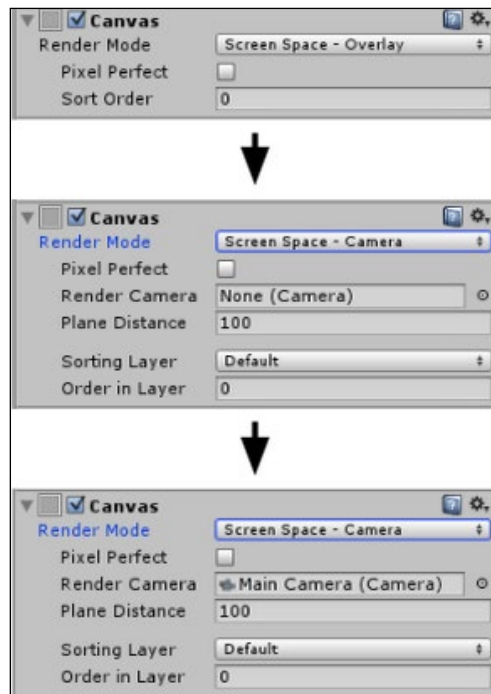 Canvas
Render Mode Screen Space - Overlay
Pixel Perfect
Sort Order 0
Canvas
Render Mode Screen Space - Camera
Pixel Perfect
Render Camera None (Camera)
Plane Distance 100
Sorting Layer Default
Order in Layer 0
Canvas
Render Mode Screen Space - Camera
Pixel Perfect
Render Camera Main Camera (Camera)
Plane Distance 100
Sorting Layer Default
Order in Layer 0